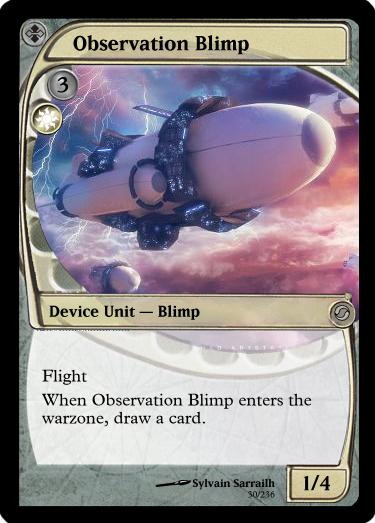 Observation Blimp
3
Device Unit — Blimp
Flight
When Observation Blimp enters the
warzone, draw a card.
Sylvain Sarrailh
30/236
1/4